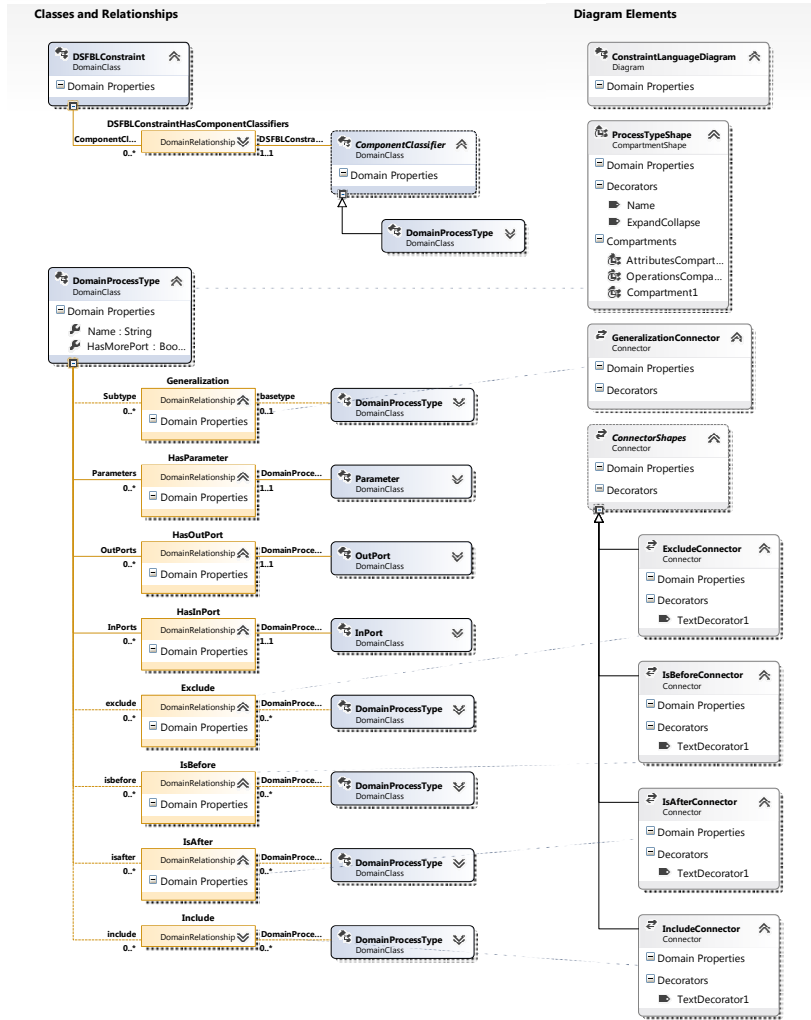 Classes and Relationships
DSFBLConstraint
DomainClass
Domain Properties
DSFBLConstraintHasComponentClassifiers
ComponentCl...
0..*
DomainRelationship
DSFBLConstra...
1..1
ComponentClassifier
DomainClass
Domain Properties
DomainProcessType
DomainClass
DomainProcessType
DomainClass
Domain Properties
Name : String
HasMorePort : Boo...
Generalization
Subtype
0..*
DomainRelationship
Domain Properties
basetype
0..1
DomainProcessType
DomainClass
HasParameter
Parameters
0..*
DomainRelationship
Domain Properties
DomainProce...
1..1
Parameter
DomainClass
HasOutPort
OutPorts
0..*
DomainRelationship
Domain Properties
DomainProce...
1..1
OutPort
DomainClass
HasInPort
InPorts
0..*
DomainRelationship
Domain Properties
DomainProce...
1..1
InPort
DomainClass
Exclude
exclude
0..*
DomainRelationship
Domain Properties
DomainProce...
0..*
DomainProcessType
DomainClass
IsBefore
isbefore
0..*
DomainRelationship
Domain Properties
DomainProce...
0..*
DomainProcessType
DomainClass
IsAfter
isafter
0..*
DomainRelationship
Domain Properties
DomainProce...
0..*
DomainProcessType
DomainClass
Include
include
0..*
DomainRelationship
DomainProce...
0..*
DomainProcessType
DomainClass
Diagram Elements
ConstraintLanguageDiagram
Diagram
Domain Properties
ProcessTypeShape
CompartmentShape
Domain Properties
Decorators
Name
ExpandCollapse
Compartments
AttributesCompart...
OperationsCompa...
Compartment1
GeneralizationConnector
Connector
Domain Properties
Decorators
ConnectorShapes
Connector
Domain Properties
Decorators
ExcludeConnector
Connector
Domain Properties
Decorators
TextDecorator1
IsBeforeConnector
Connector
Domain Properties
Decorators
TextDecorator1
IsAfterConnector
Connector
Domain Properties
Decorators
TextDecorator1
IncludeConnector
Connector
Domain Properties
Decorators
TextDecorator1